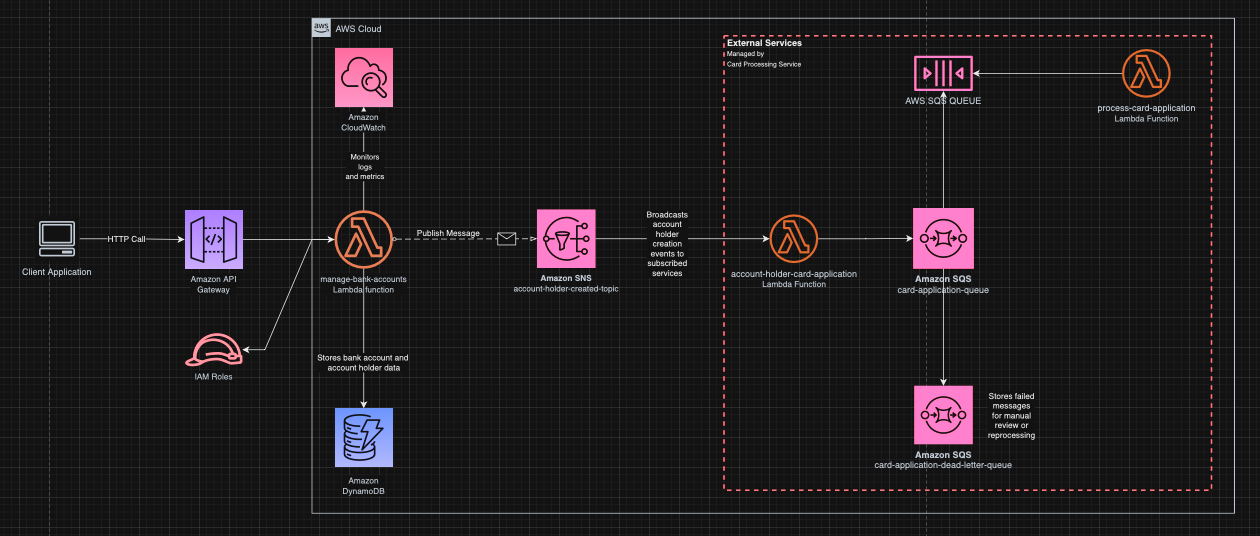 aws
AWS Cloud
External Services
Managed by
Card Processing Service
Amazon
CloudWatch
Monitors
logs
and metrics
AWS SQS QUEUE
process-card-application
Lambda Function
Client Application
HTTP Call
Amazon API
Gateway
manage-bank-accounts
Lambda function
Publish Message
Amazon SNS
account-holder-created-topic
Broadcasts
account
holder
creation
events to
subscribed
services
account-holder-card-application
Lambda Function
Amazon SQS
card-application-queue
IAM Roles
Stores bank account and
account holder data
Amazon
DynamoDB
Amazon SQS
card-application-dead-letter-queue
Stores failed
messages
for manual
review or
reprocessing